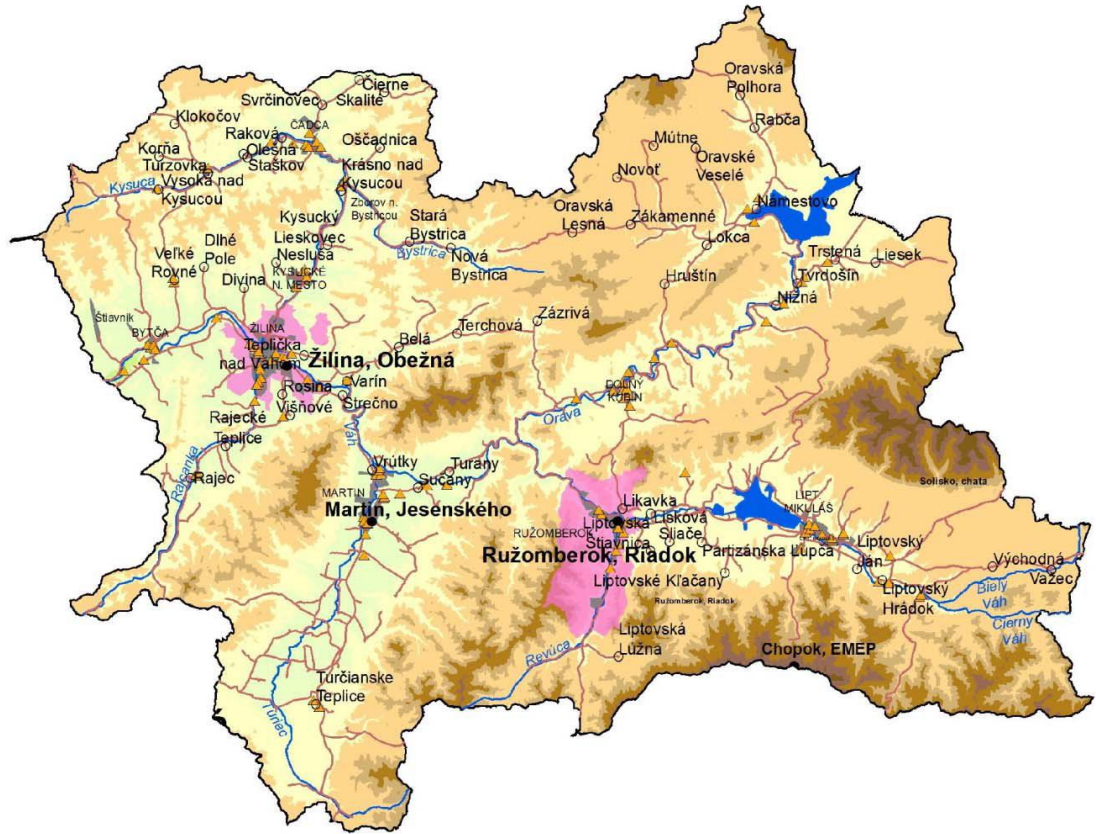 Čierne
Svrčinovec
Skalité
Klokočov
ČADCA
Raková
Oščadnica
Korňa
Olešná
Turzovka
Staškov
Krásno nad
Kysucou
Kysuca
Vysoká nad
Kysucou
Zborov n.
Bystricou
Kysucký
Lieskovec
Stará
Bystrica
Bystrica
Nová
Bystrica
Dlhé
Pole
Veľké
Rovné
Nesluša
KYSUCKÉ
N. MESTO
Divina
Štiavnik
BYTČA
ŽILINA
Teplička
nad Váhom
Žilina, Obežná
Belá
Terchová
Zázrivá
Varín
Rosina
Strečno
Višňové
Rajecké
Teplice
Rajčanka
Rajec
Váh
Oravská
Polhora
Rabča
Mútne
Oravské
Veselé
Novoť
Námestovo
Oravská
Lesná
Zákamenné
Lokca
Trstená
Liesek
Tvrdošín
Hruštín
Nižná
DOLNÝ
KUBÍN
Orava
Vrútky
Turany
Sučany
MARTIN
Martin, Jesenského
Likavka
Lisková
RUŽOMBEROK
Liptovská
Sliače
Štiavnica
Ružomberok, Riadok
Partizánska Ľupča
Liptovské Kľačany
Ružomberok, Riadok
LIPT.
MIKULÁŠ
Solisko, chata
Liptovský
Ján
Liptovský
Hrádok
Východná
Važec
Biely
Váh
Čierny
Váh
Liptovská
Lúžna
Revúca
Chopok, EMEP
Turčianske
Teplice
Turiec